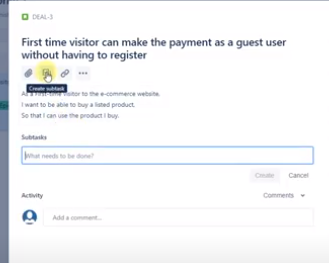 DEAL-3
First time visitor can make the payment as a guest user
without having to register
Create subtask
As a First-time visitor to the e-commerce website,
I want to be able to buy a listed product.
So that I can use the product I buy.
Subtasks
What needs to be done?
Create
Cancel
Activity
Comments
Add a comment...